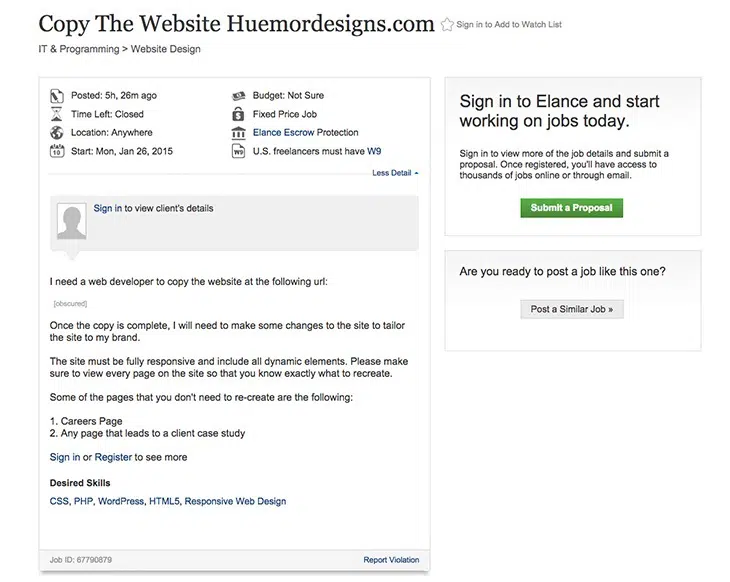 Copy The Website Huemordesigns.com
Sign in to Add to Watch List
IT & Programming > Website Design
Posted: 5h, 26m ago
Budget: Not Sure
Time Left: Closed
Fixed Price Job
Location: Anywhere
Elance Escrow Protection
10
Start: Mon, Jan 26, 2015
W9
U.S. freelancers must have W9
Less Detail
Sign in to view client's details
I need a web developer to copy the website at the following url:
[obscured]
Once the copy is complete, I will need to make some changes to the site to tailor
the site to my brand.
The site must be fully responsive and include all dynamic elements. Please make
sure to view every page on the site so that you know exactly what to recreate.
Some of the pages that you don't need to re-create are the following:
1. Careers Page
2. Any page that leads to a client case study
Sign in or Register to see more
Desired Skills
CSS, PHP, WordPress, HTML5, Responsive Web Design
Job ID: 67790879
Report Violation
Sign in to Elance and start
working on jobs today.
Sign in to view more of the job details and submit a
proposal. Once registered, you'll have access to
thousands of jobs online or through email.
Submit a Proposal
Are you ready to post a job like this one?
Post a Similar Job »